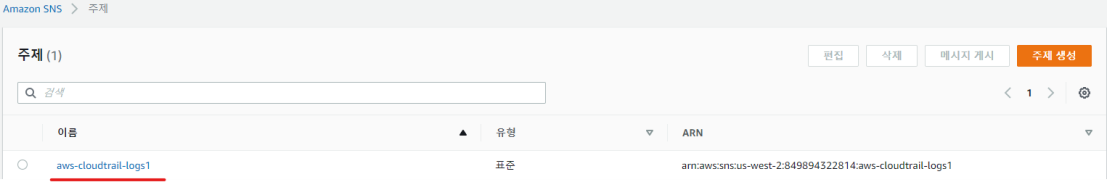 Amazon SNS > 주제
주제 (1)
편집 삭제 메시지 게시 주제 생성
검색
< 1 >
이름 유형 ARN
aws-cloudtrail-logs1 표준 arn:aws:sns:us-west-2:849894322814:aws-cloudtrail-logs1